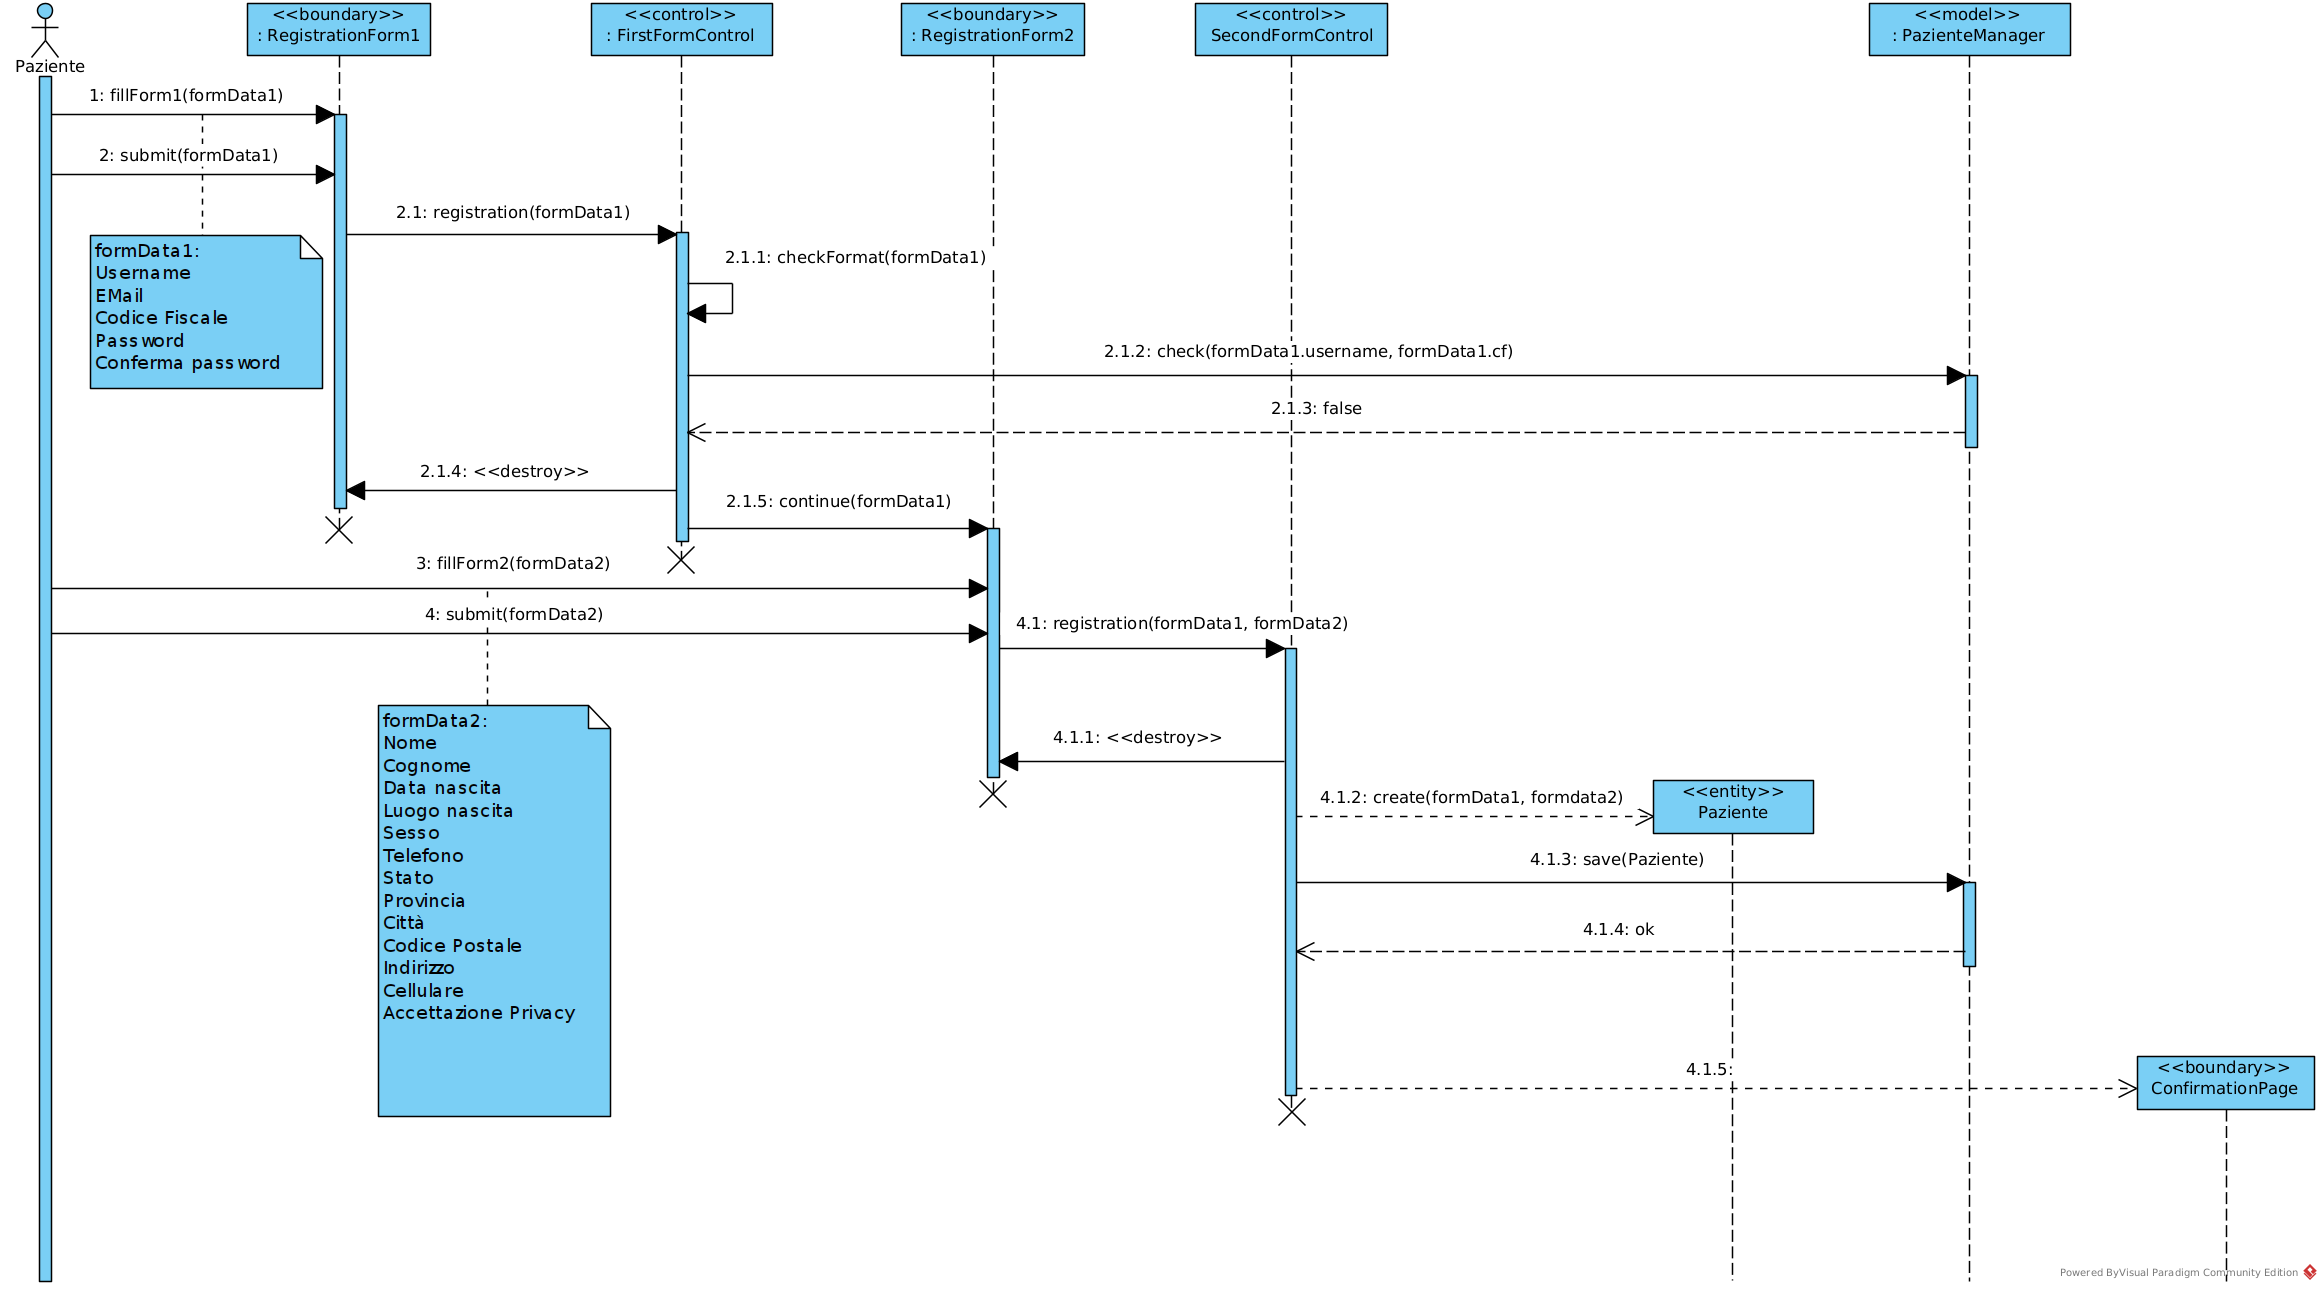 <<boundary>>
: RegistrationForm1
<<control>>
: FirstFormControl
<<boundary>>
: RegistrationForm2
<<control>>
SecondFormControl
<<model>>
: PazienteManager
Paziente
1: fillForm1(formData1)
2: submit(formData1)
2.1: registration(formData1)
formData1:
Username
EMail
Codice Fiscale
Password
Conferma password
2.1.1: checkFormat(formData1)
2.1.2: check(formData1.username, formData1.cf)
2.1.3: false
2.1.4: <<destroy>>
2.1.5: continue(formData1)
3: fillForm2(formData2)
4: submit(formData2)
4.1: registration(formData1, formData2)
formData2:
Nome
Cognome
Data nascita
Luogo nascita
Sesso
Telefono
Stato
Provincia
Città
Codice Postale
Indirizzo
Cellulare
Accettazione Privacy
4.1.1: <<destroy>>
4.1.2: create(formData1, formdata2)
<<entity>>
Paziente
4.1.3: save(Paziente)
4.1.4: ok
4.1.5:
<<boundary>>
ConfirmationPage
Powered ByVisual Paradigm Community Edition